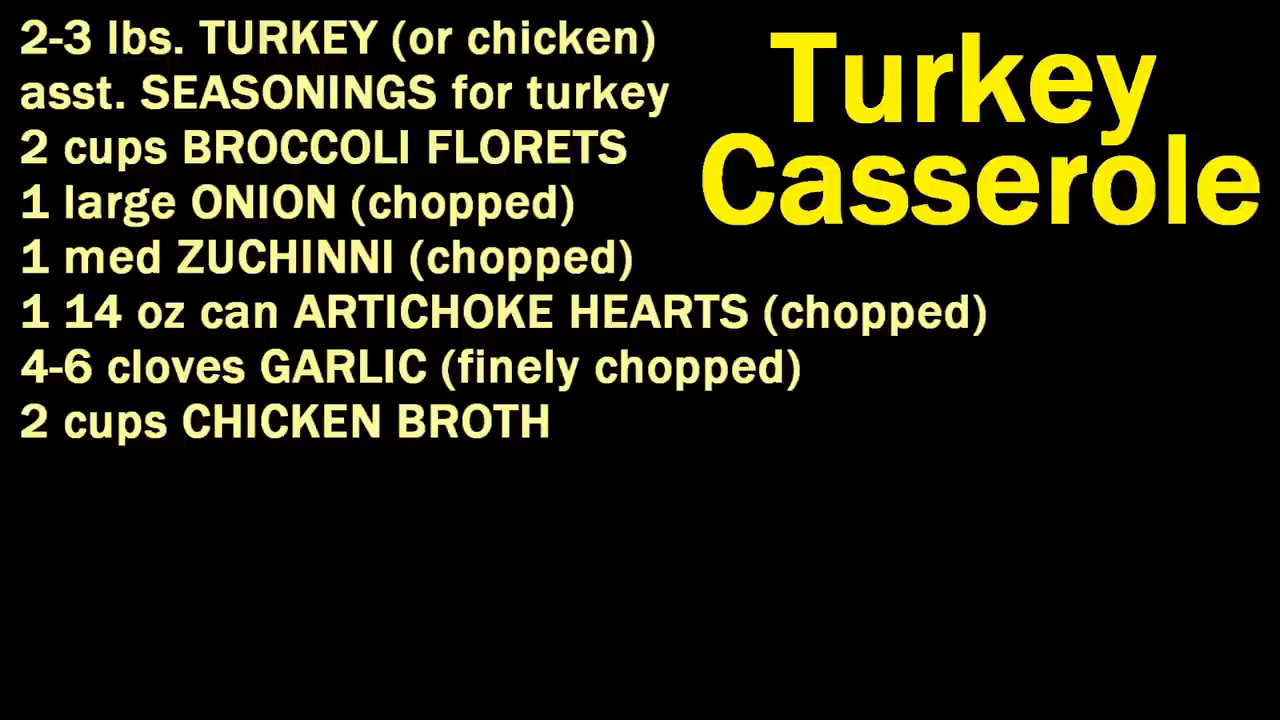 2-3 lbs. TURKEY (or chicken)
asst. SEASONINGS for turkey
2 cups BROCCOLI FLORETS
1 large ONION (chopped)
1 med ZUCHINNI (chopped)
1 14 oz can ARTICHOKE HEARTS (chopped)
4-6 cloves GARLIC (finely chopped)
2 cups CHICKEN BROTH
Turkey
Casserole